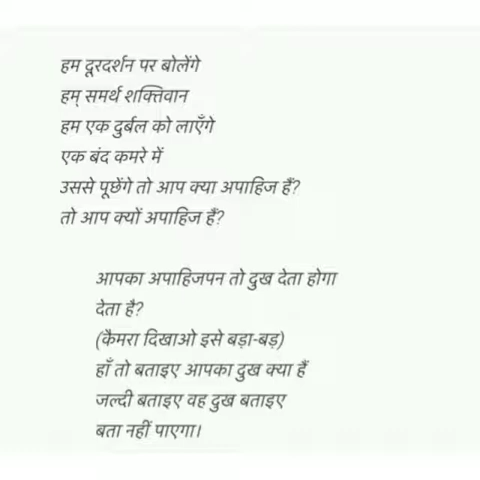 हम दूरदर्शन पर बोलेंगे
हम् समर्थ शक्तिवान
हम एक दुर्बल को लाएँगे
एक बंद कमरे में
उससे पूछेंगे तो आप क्या अपाहिज हैं?
तो आप क्यों अपाहिज हैं?
आपका अपाहिजपन तो दुख देता होगा
देता है?
(कैमरा दिखाओ इसे बड़ा-बड़)
हाँ तो बताइए आपका दुख क्या हैं
जल्दी बताइए वह दुख बताइए
बता नहीं पाएगा।